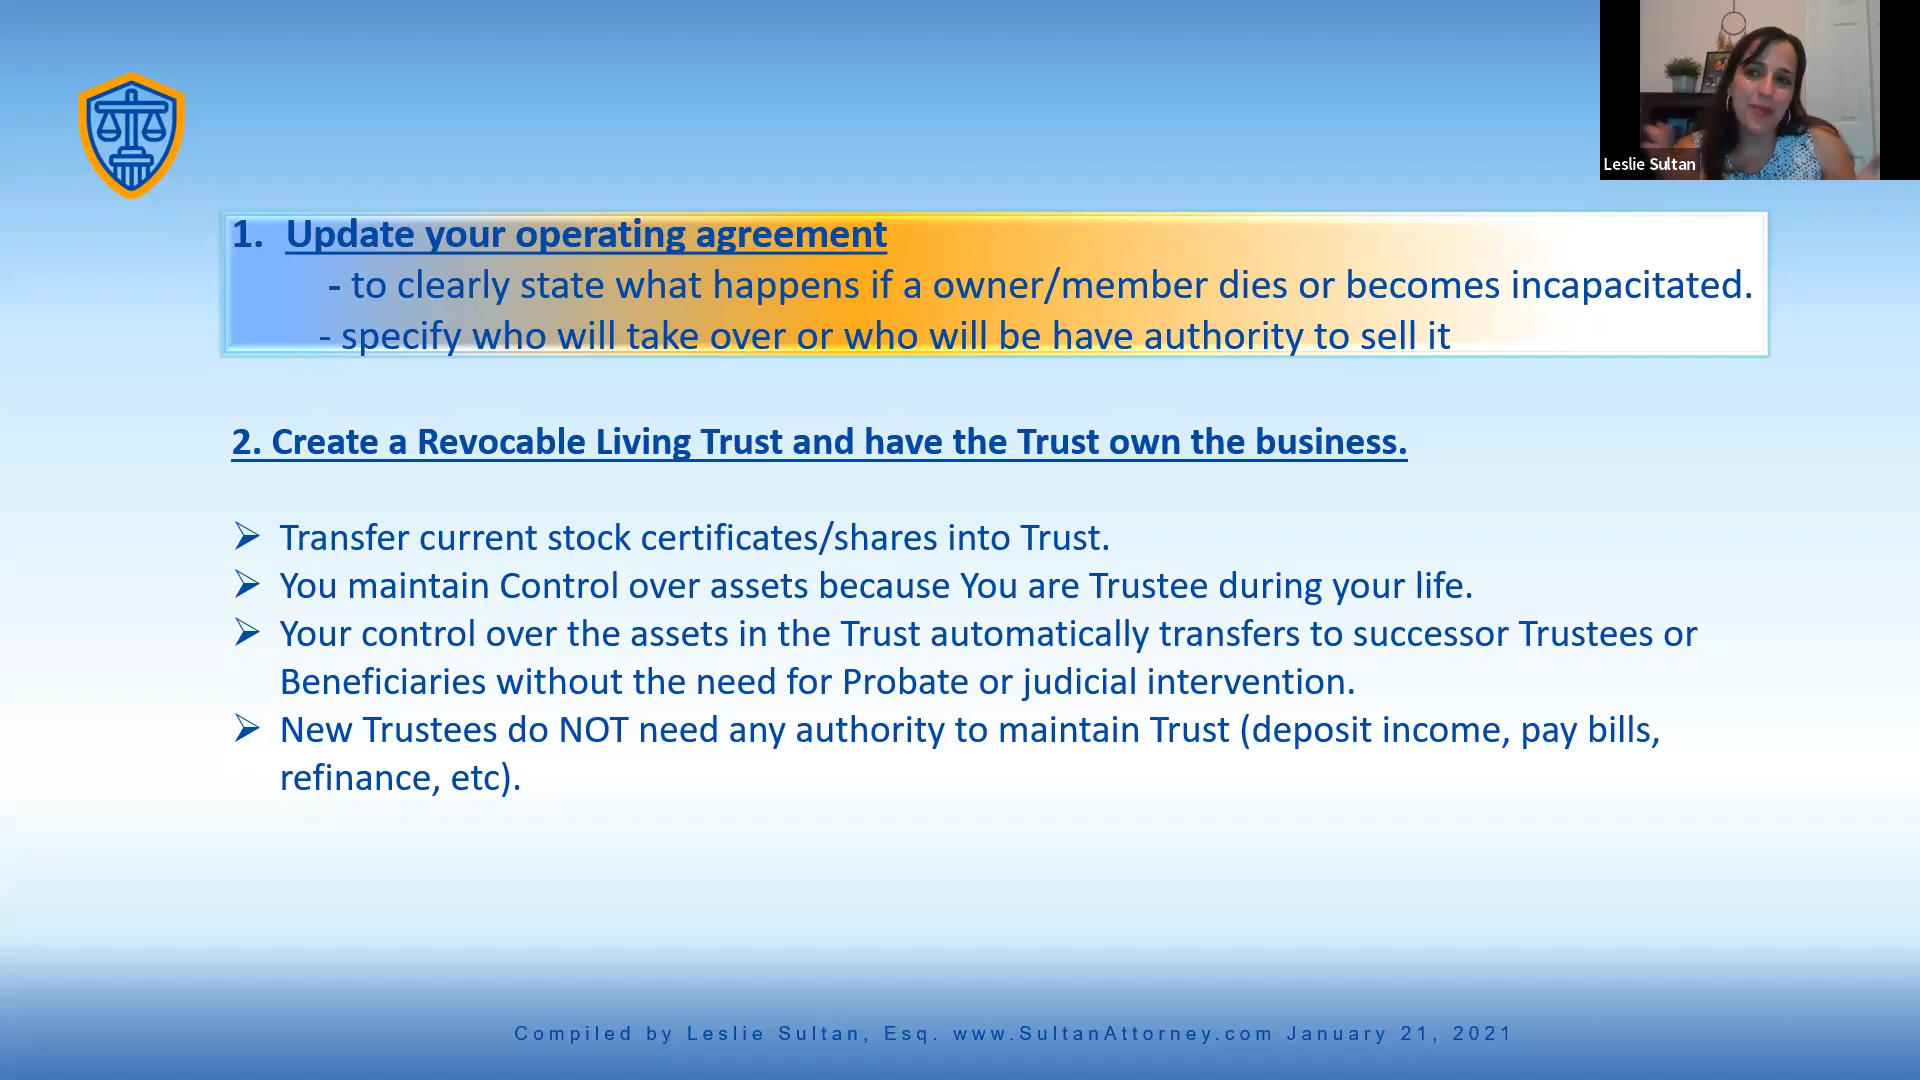 Leslie Sultan
1. Update your operating agreement
- to clearly state what happens if a owner/member dies or becomes incapacitated.
- specify who will take over or who will be have authority to sell it
2. Create a Revocable Living Trust and have the Trust own the business.
➢ Transfer current stock certificates/shares into Trust.
➢ You maintain Control over assets because You are Trustee during your life.
➢ Your control over the assets in the Trust automatically transfers to successor Trustees or
Beneficiaries without the need for Probate or judicial intervention.
➢ New Trustees do NOT need any authority to maintain Trust (deposit income, pay bills,
refinance, etc).
Compiled by Leslie Sultan, Esq. www.SultanAttorney.com January 21, 2021